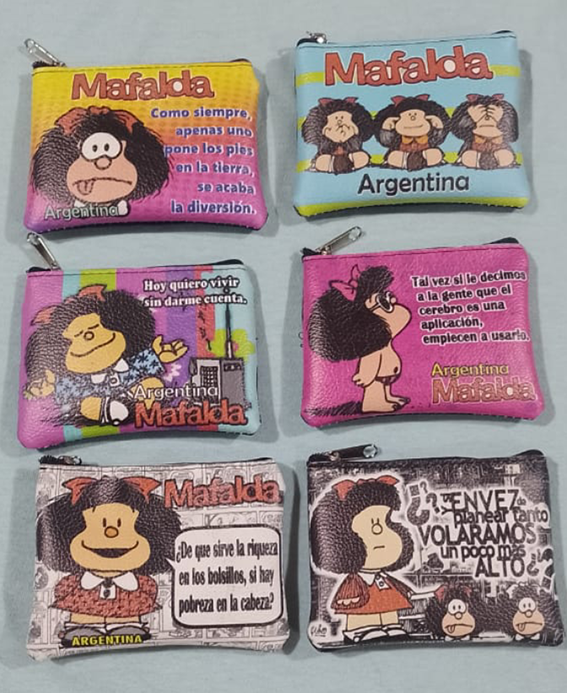 Mafalda
Como siempre,
apenas uno
pone los pies
en la tierra,
se acaba
la diversión.
Argentina
Mafalda
Argentina
Hoy quiero vivir
sin darme cuenta.
Argentina
Mafalda
Tal vez si le decimos
a la gente que el
cerebro es una
aplicación,
empiecen a usarlo.
Argentina
Mafalda
Mafalda
¿De que sirve la riqueza
en los bolsillos, si hay
pobreza en la cabeza?
ARGENTINA
¿? Y SI EN VEZ de
planear tanto
VOLARAMOS
un poco más
ALTO?